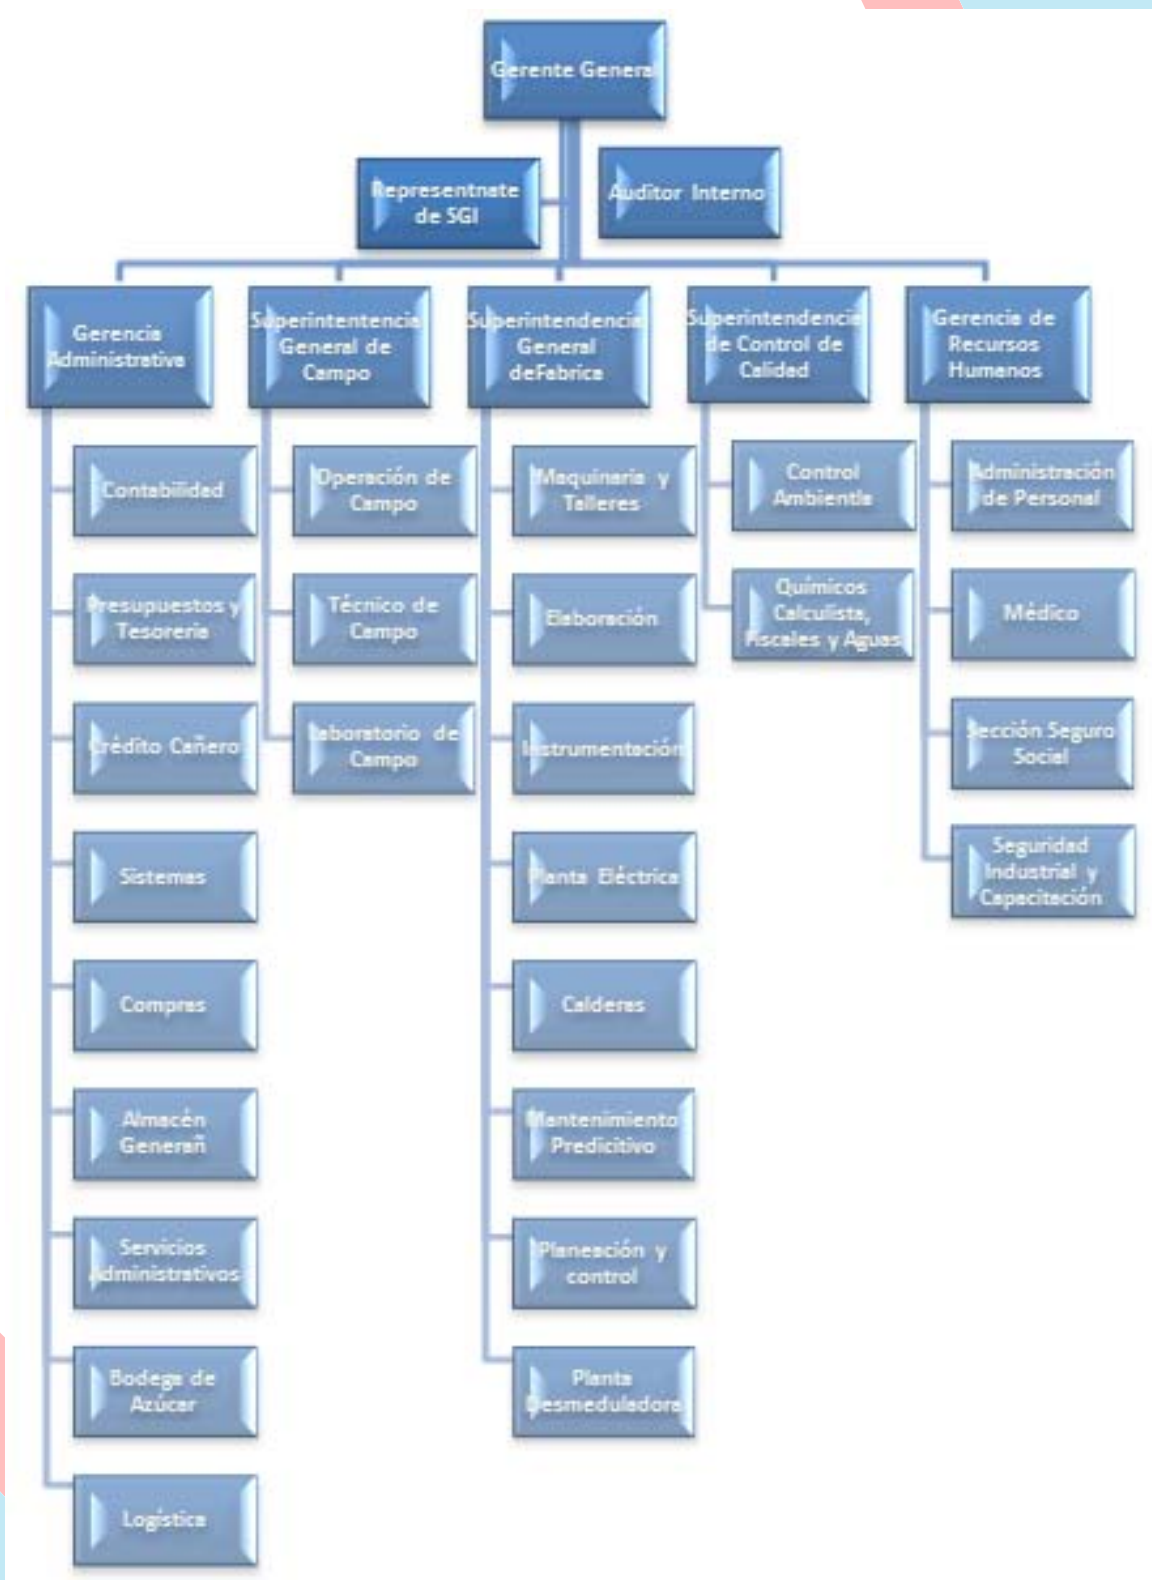 Gerente General
Representnate
de SGI
Auditor Interno
Gerencia
Administrativa
Superintentencia
General de
Campo
Superintendencia
General
deFabrica
Superintendencia
de Control de
Calidad
Gerencia de
Recursos
Humanos
Contabilidad
Presupuestos y
Tesorería
Crédito Cañero
Sistemas
Compras
Almacén
Generañ
Servicios
Administrativos
Bodega de
Azúcar
Logística
Operación de
Campo
Técnico de
Campo
Laboratorio de
Campo
Maquinaria y
Talleres
Elaboración
Instrumentación
Planta Eléctrica
Calderas
Mantenimiento
Predicitivo
Planeación y
control
Planta
Desmeduladora
Control
Ambientla
Químicos
Calculista,
Fiscales y Aguas
Administración
de Personal
Médico
Sección Seguro
Social
Seguridad
Industrial y
Capacitación